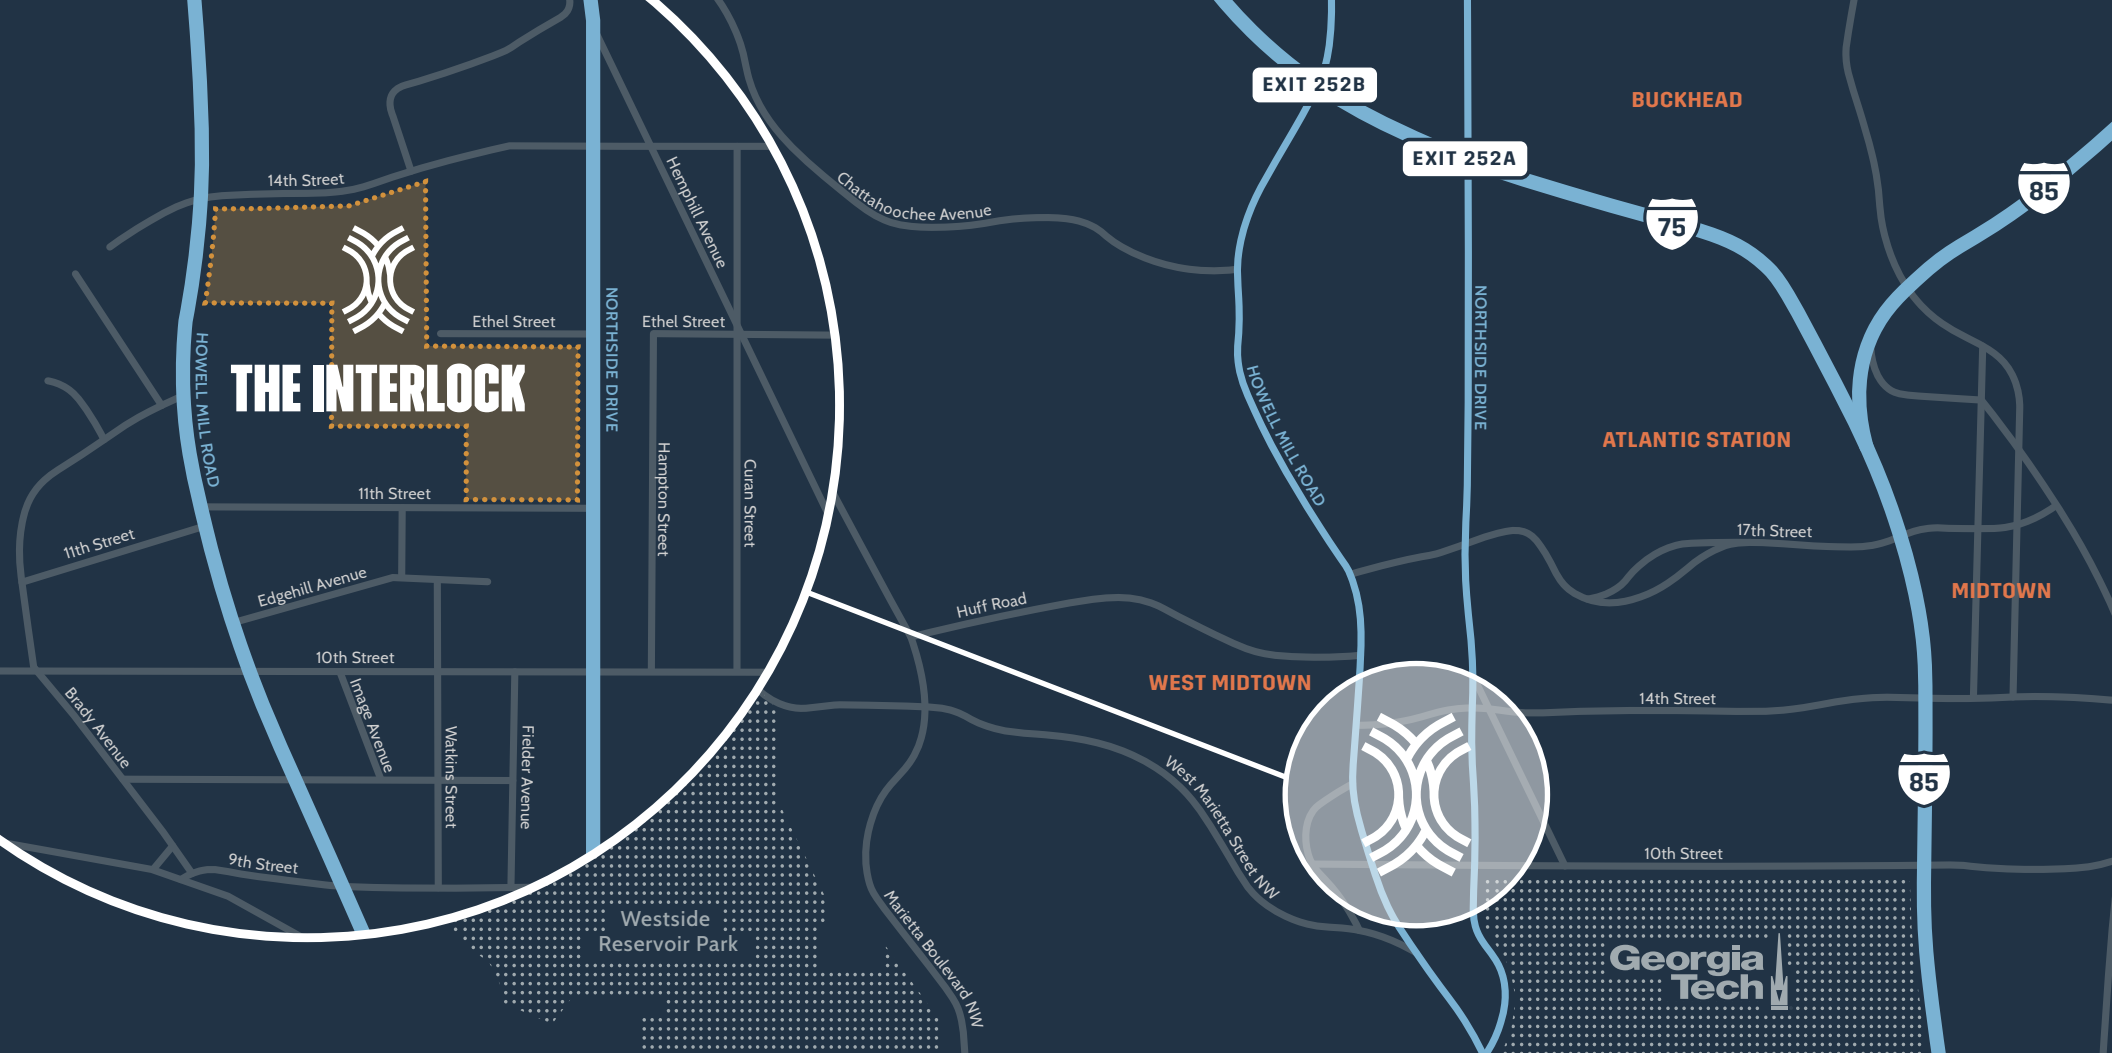 EXIT 252B
BUCKHEAD
EXIT 252A
85
14th Street
Hemphill Avenue
Chattahoochee Avenue
75
Ethel Street
Ethel Street
NORTHSIDE DRIVE
NORTHSIDE DRIVE
HOWELL MILL ROAD
THE INTERLOCK
HOWELL MILL ROAD
ATLANTIC STATION
Hampton Street
Curan Street
11th Street
11th Street
17th Street
Edgehill Avenue
Huff Road
MIDTOWN
10th Street
WEST MIDTOWN
14th Street
Brady Avenue
Image Avenue
Watkins Street
Fielder Avenue
West Marietta Street NW
85
9th Street
10th Street
Westside
Reservoir Park
Marietta Boulevard NW
Georgia
Tech